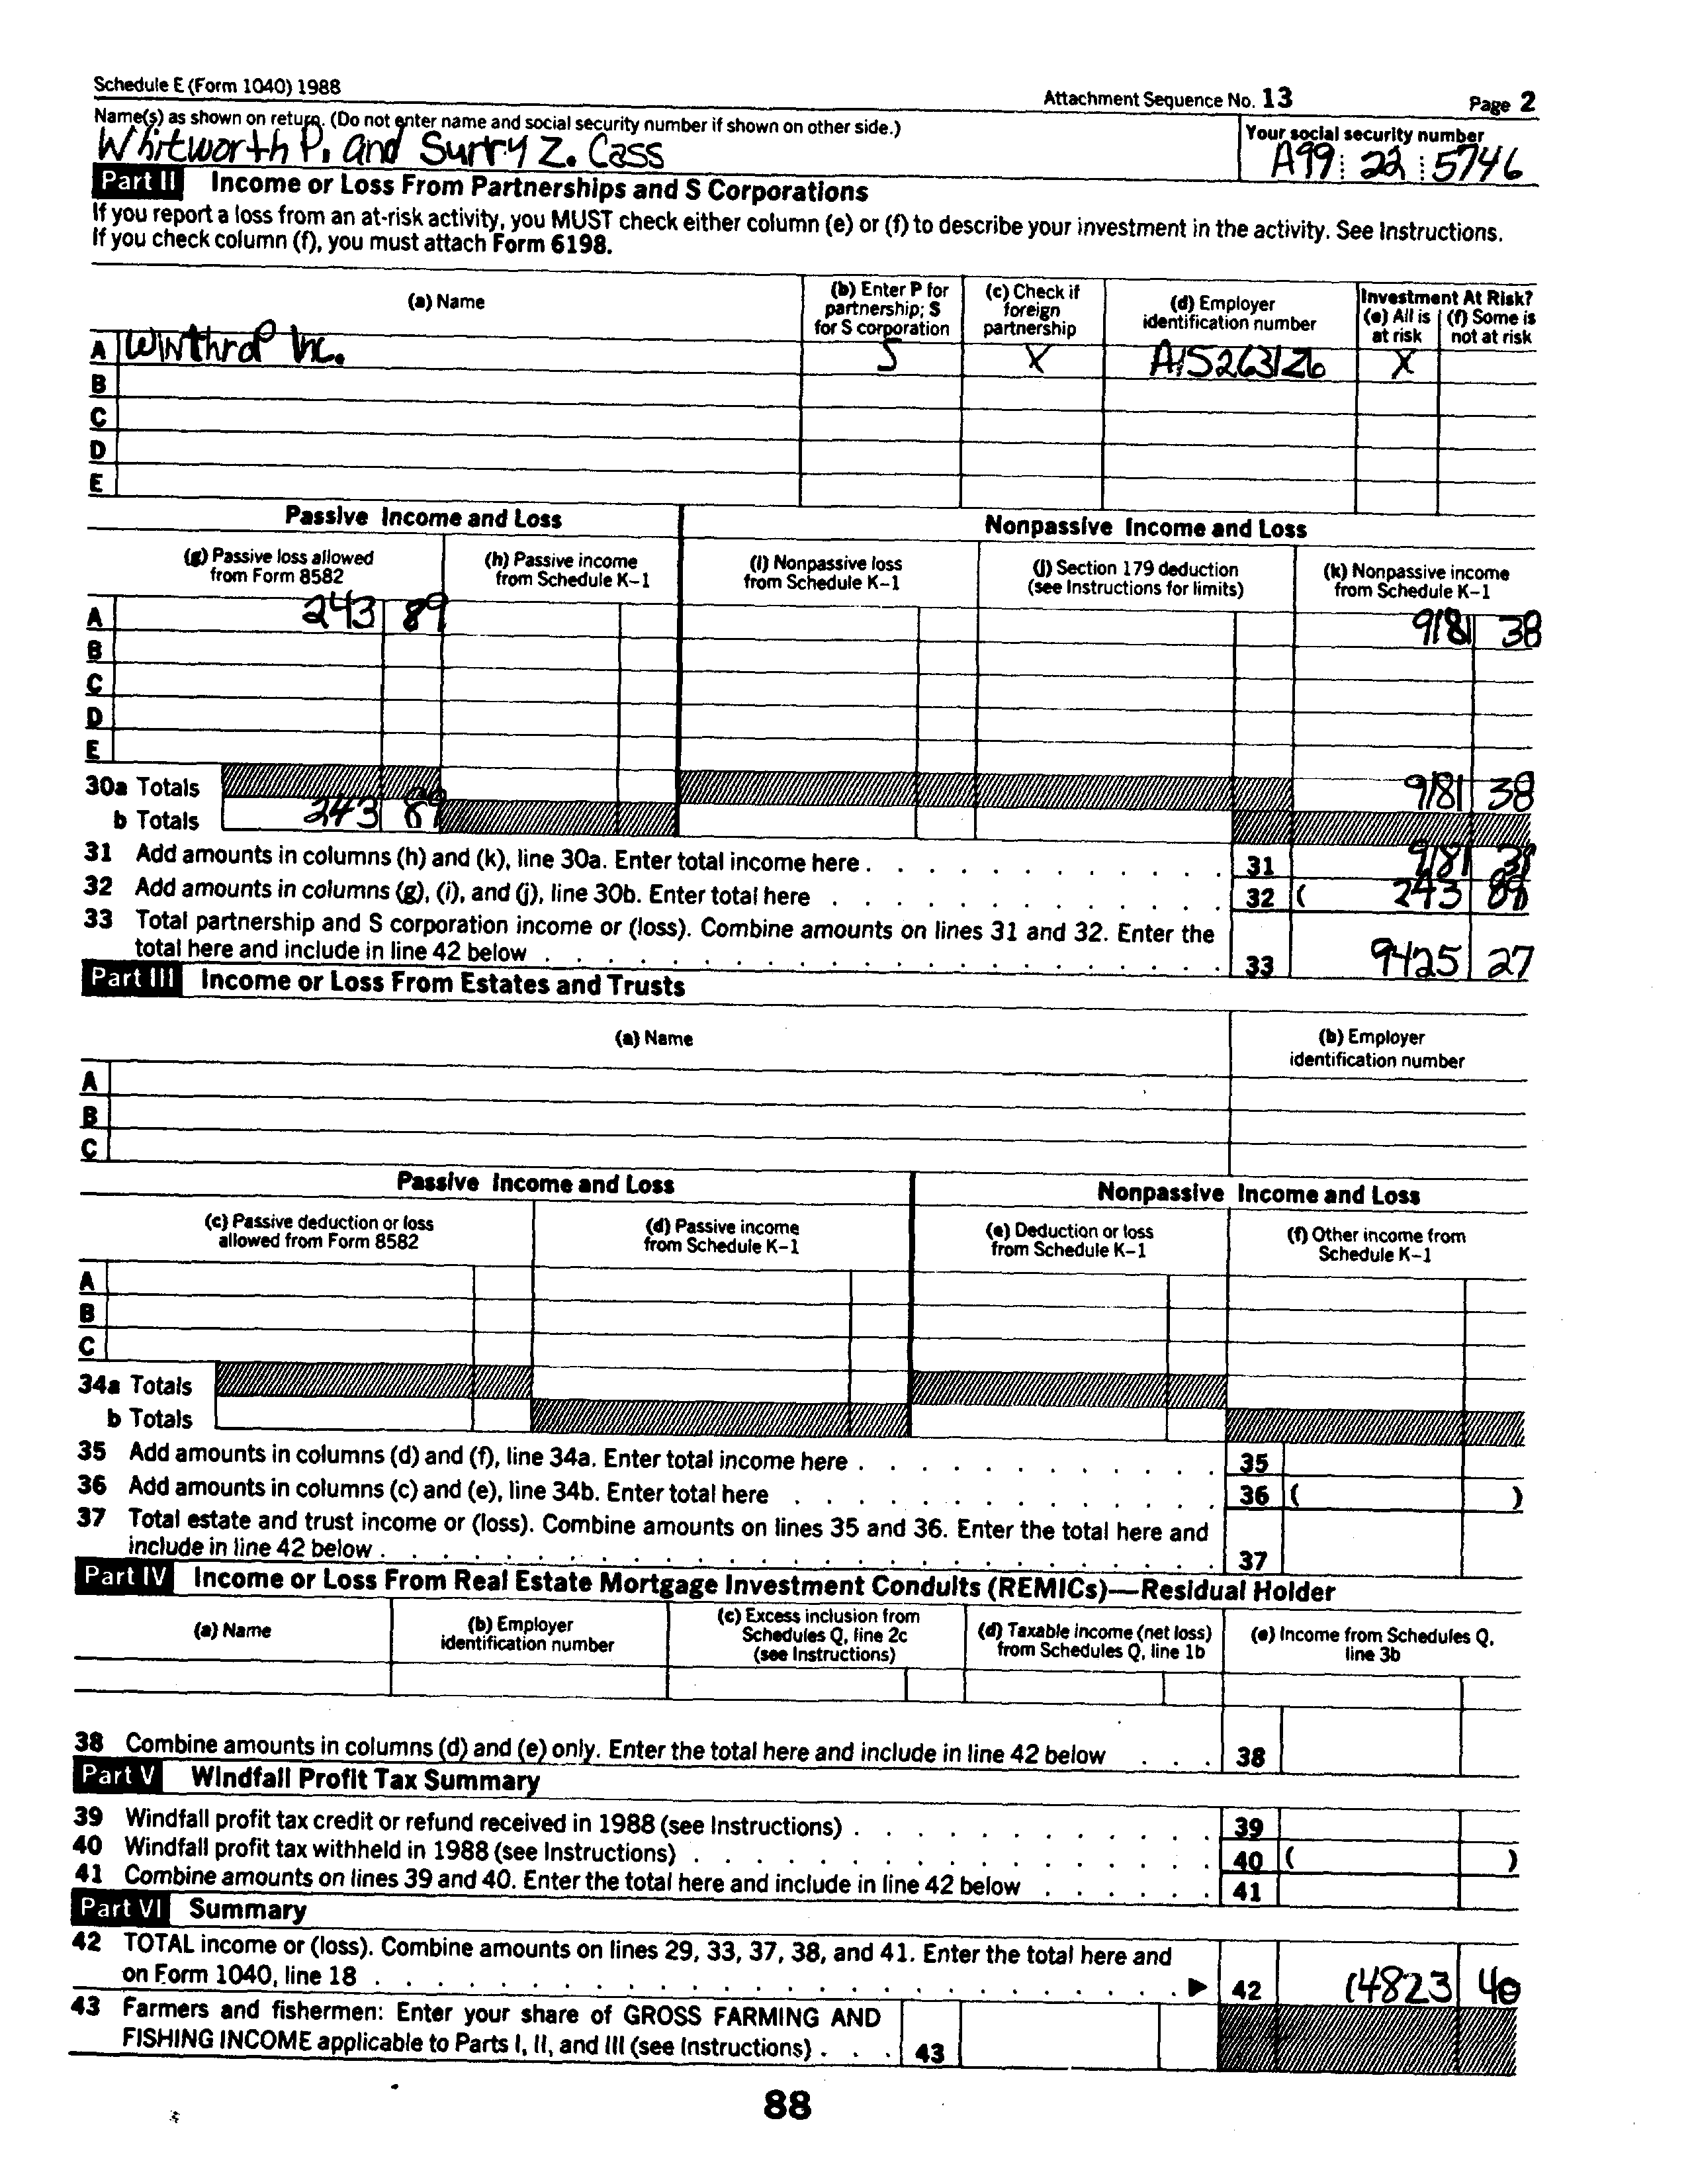 Schedule E (Form 1040) 1988
Attachment Sequence No. 13 Page 2
Name(s) as shown on return. (Do not enter name and social security number if shown on other side.)
Your social security number
Whitworth P. and Surry Z. Cass
A99 22 5746
Part II Income or Loss From Partnerships and S Corporations
If you report a loss from an at-risk activity, you MUST check either column (e) or (f) to describe your investment in the activity. See Instructions.
If you check column (f), you must attach Form 6198.
(a) Name
(b) Enter P for partnership; S for S corporation
(c) Check if foreign partnership
(d) Employer identification number
Investment At Risk?
(e) All is at risk
(f) Some is not at risk
A Winthrop Inc. S X A15263126 X
B
C
D
E
Passive Income and Loss
Nonpassive Income and Loss
(g) Passive loss allowed from Form 8582
(h) Passive income from Schedule K-1
(i) Nonpassive loss from Schedule K-1
(j) Section 179 deduction (see Instructions for limits)
(k) Nonpassive income from Schedule K-1
A 243 89 9181 38
B
C
D
E
30a Totals 9181 38
b Totals 243 89
31 Add amounts in columns (h) and (k), line 30a. Enter total income here . 31 9181 38
32 Add amounts in columns (g), (i), and (j), line 30b. Enter total here 32 ( 243 89
33 Total partnership and S corporation income or (loss). Combine amounts on lines 31 and 32. Enter the
total here and include in line 42 below 33 9425 27
Part III Income or Loss From Estates and Trusts
(a) Name
(b) Employer identification number
A
B
C
Passive Income and Loss
Nonpassive Income and Loss
(c) Passive deduction or loss allowed from Form 8582
(d) Passive income from Schedule K-1
(e) Deduction or loss from Schedule K-1
(f) Other income from Schedule K-1
A
B
C
34a Totals
b Totals
35 Add amounts in columns (d) and (f), line 34a. Enter total income here . 35
36 Add amounts in columns (c) and (e), line 34b. Enter total here 36 ( )
37 Total estate and trust income or (loss). Combine amounts on lines 35 and 36. Enter the total here and
include in line 42 below . 37
Part IV Income or Loss From Real Estate Mortgage Investment Conduits (REMICs)—Residual Holder
(a) Name
(b) Employer identification number
(c) Excess inclusion from Schedules Q, line 2c (see Instructions)
(d) Taxable income (net loss) from Schedules Q, line 1b
(e) Income from Schedules Q, line 3b
38 Combine amounts in columns (d) and (e) only. Enter the total here and include in line 42 below 38
Part V Windfall Profit Tax Summary
39 Windfall profit tax credit or refund received in 1988 (see Instructions) . 39
40 Windfall profit tax withheld in 1988 (see Instructions) . 40 ( )
41 Combine amounts on lines 39 and 40. Enter the total here and include in line 42 below 41
Part VI Summary
42 TOTAL income or (loss). Combine amounts on lines 29, 33, 37, 38, and 41. Enter the total here and
on Form 1040, line 18 . ▶ 42 14823 40
43 Farmers and fishermen: Enter your share of GROSS FARMING AND
FISHING INCOME applicable to Parts I, II, and III (see Instructions) . 43
88